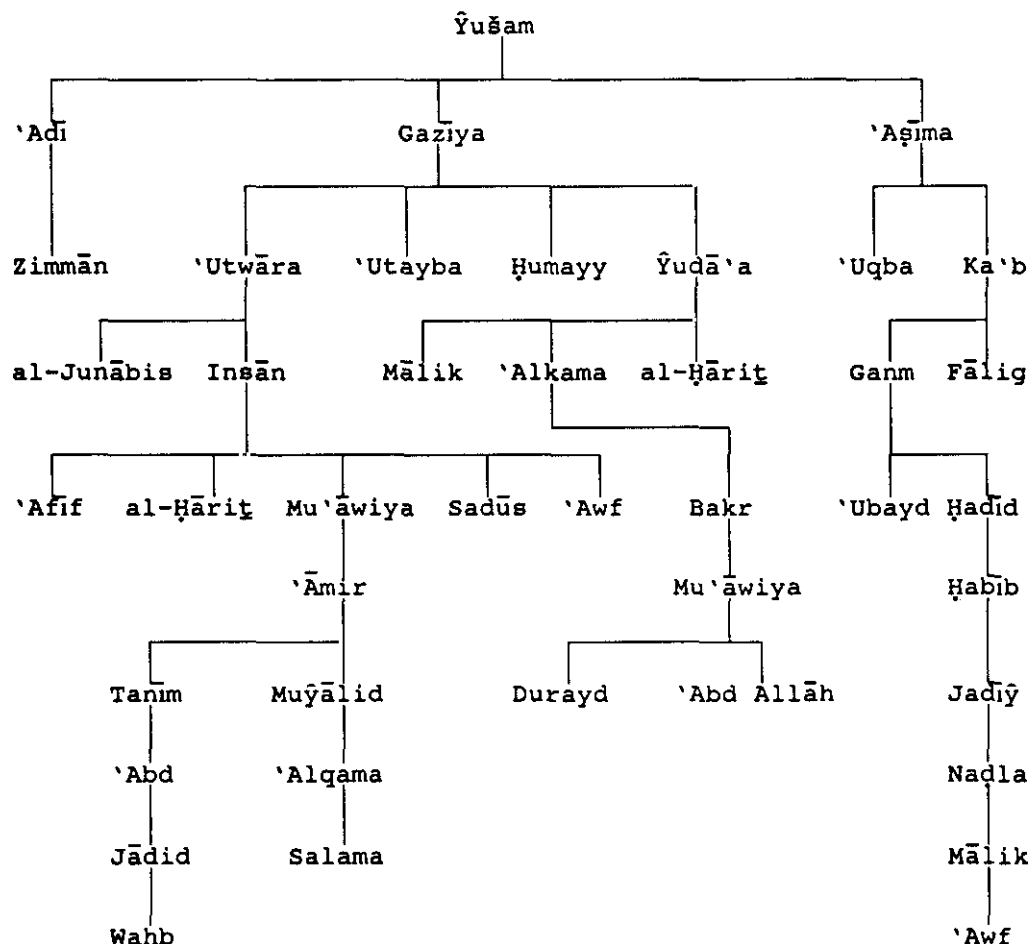 Ŷušam
‘Adī Gazīya ‘Aṣīma
Zimmān ‘Utwāra ‘Utayba Ḥumayy Ŷudā‘a ‘Uqba Ka‘b
al-Junābis Insān Mālik ‘Alkama al-Ḥāriṯ Ganm Fālig
‘Afīf al-Ḥāriṯ Mu‘āwiya Sadūs ‘Awf Bakr ‘Ubayd Ḥadīd
‘Āmir Mu‘āwiya Ḥabīb
Tanīm Muŷālid Durayd ‘Abd Allāh Jadīŷ
‘Abd ‘Alqama Naḍla
Jādid Salama Mālik
Wahb ‘Awf